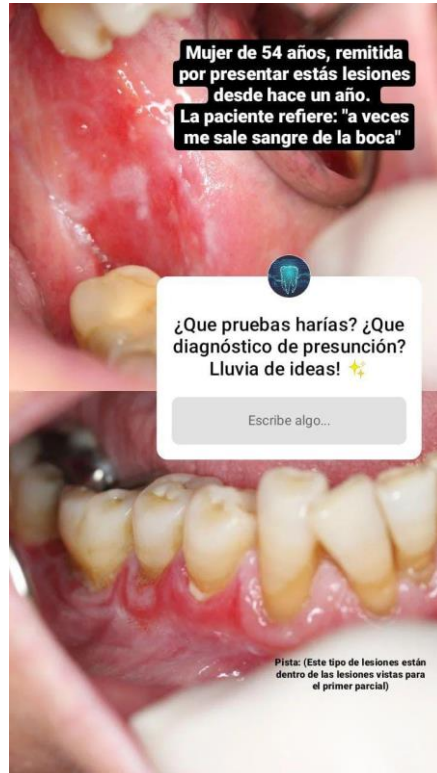 Mujer de 54 años, remitida
por presentar estás lesiones
desde hace un año.
La paciente refiere: "a veces
me sale sangre de la boca"
¿Que pruebas harías? ¿Que
diagnóstico de presunción?
Lluvia de ideas! ✨
Escribe algo...
Pista: (Este tipo de lesiones están
dentro de las lesiones vistas para
el primer parcial)